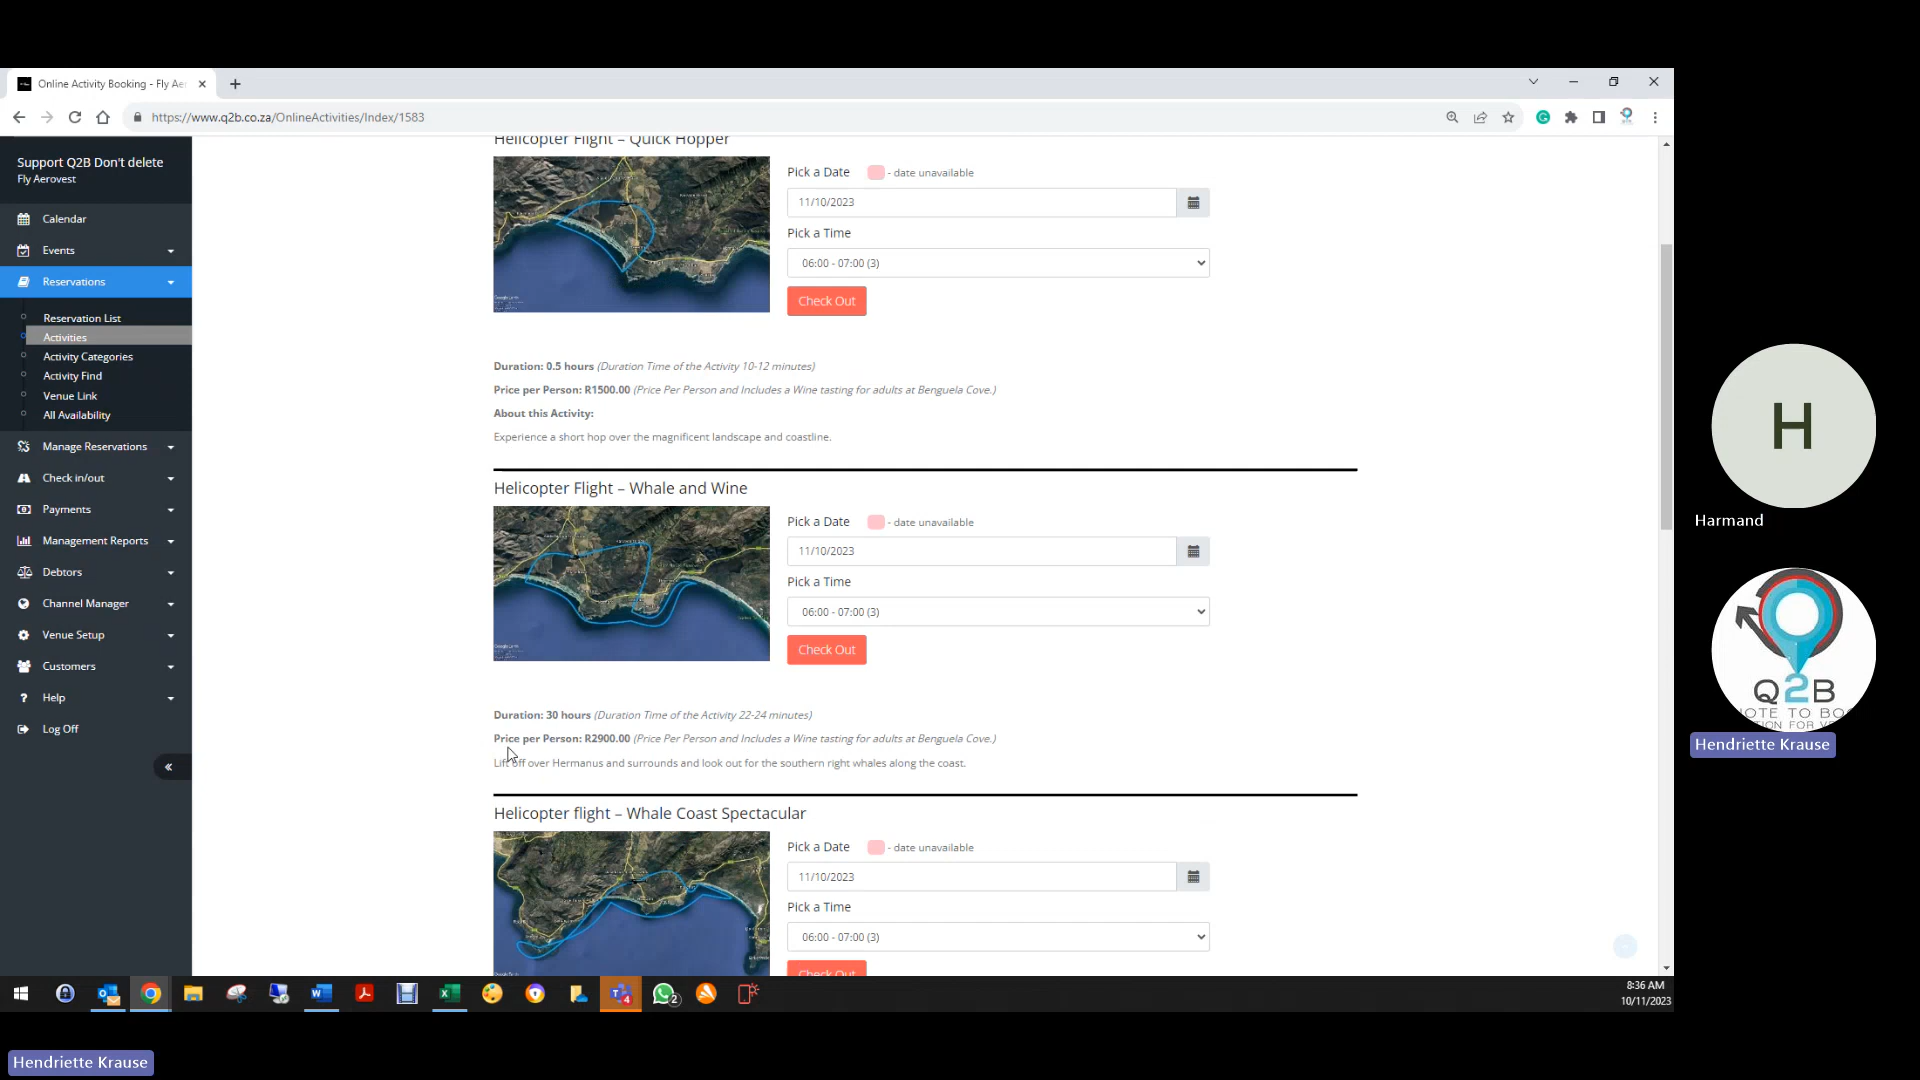 Online Activity Booking - Fly Ae
https://www.q2b.co.za/OnlineActivities/Index/1583
Support Q2B Don't delete
Fly Aerovest
Calendar
Events
Reservations
Reservation List
Activities
Activity Categories
Activity Find
Venue Link
All Availability
Manage Reservations
Check in/out
Payments
Management Reports
Debtors
Channel Manager
Venue Setup
Customers
Help
Log Off
Helicopter Flight – Quick Hopper
Pick a Date - date unavailable
11/10/2023
Pick a Time
06:00 - 07:00 (3)
Check Out
Duration: 0.5 hours (Duration Time of the Activity 10-12 minutes)
Price per Person: R1500.00 (Price Per Person and Includes a Wine tasting for adults at Benguela Cove.)
About this Activity:
Experience a short hop over the magnificent landscape and coastline.
Helicopter Flight – Whale and Wine
Pick a Date - date unavailable
11/10/2023
Pick a Time
06:00 - 07:00 (3)
Check Out
Duration: 30 hours (Duration Time of the Activity 22-24 minutes)
Price per Person: R2900.00 (Price Per Person and Includes a Wine tasting for adults at Benguela Cove.)
Lift off over Hermanus and surrounds and look out for the southern right whales along the coast.
Helicopter flight – Whale Coast Spectacular
Pick a Date - date unavailable
11/10/2023
Pick a Time
06:00 - 07:00 (3)
Check Out
8:36 AM
10/11/2023
H
Harmand
Q2B
Hendriette Krause
Hendriette Krause